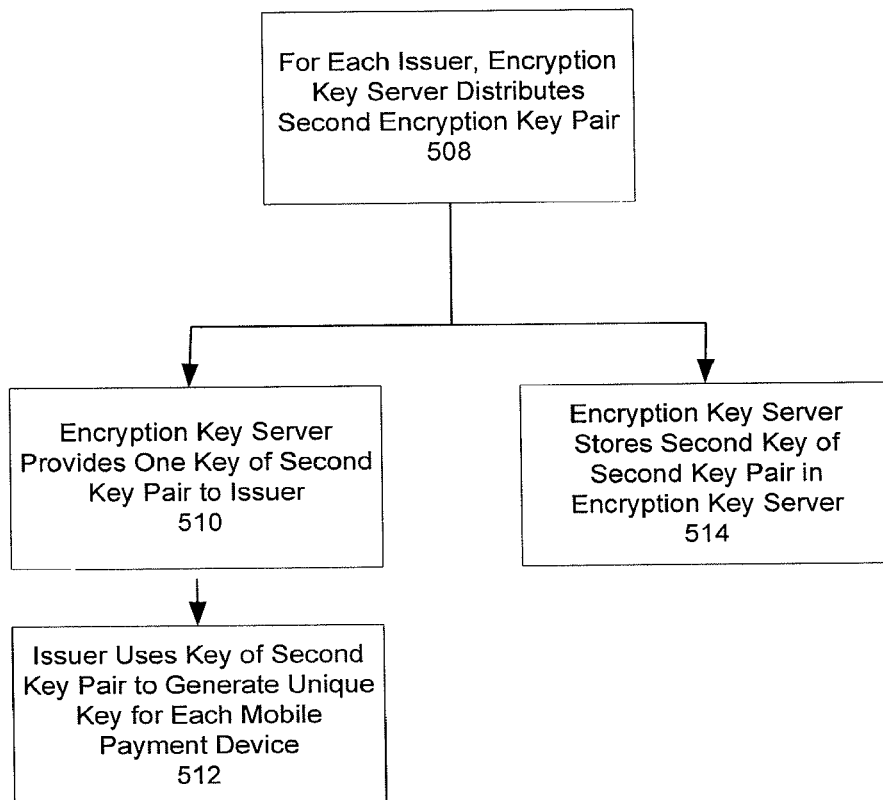 For Each Issuer, Encryption
Key Server Distributes
Second Encryption Key Pair
508
Encryption Key Server
Provides One Key of Second
Key Pair to Issuer
510
Encryption Key Server
Stores Second Key of
Second Key Pair in
Encryption Key Server
514
Issuer Uses Key of Second
Key Pair to Generate Unique
Key for Each Mobile
Payment Device
512